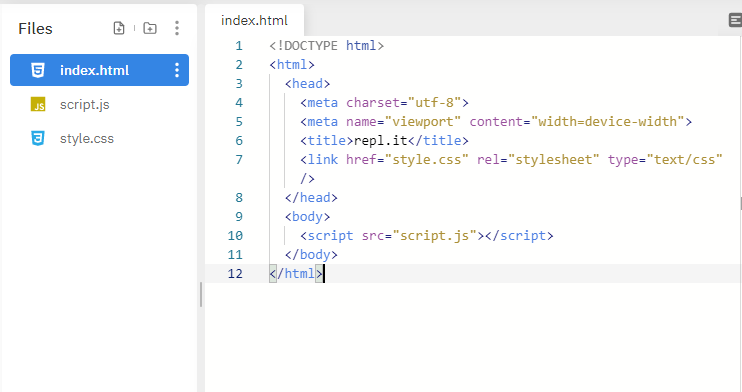 Files
index.html
script.js
style.css
index.html
1 <!DOCTYPE html>
2 <html>
3   <head>
4     <meta charset="utf-8">
5     <meta name="viewport" content="width=device-width">
6     <title>repl.it</title>
7     <link href="style.css" rel="stylesheet" type="text/css"
/>
8   </head>
9   <body>
10     <script src="script.js"></script>
11   </body>
12 </html>